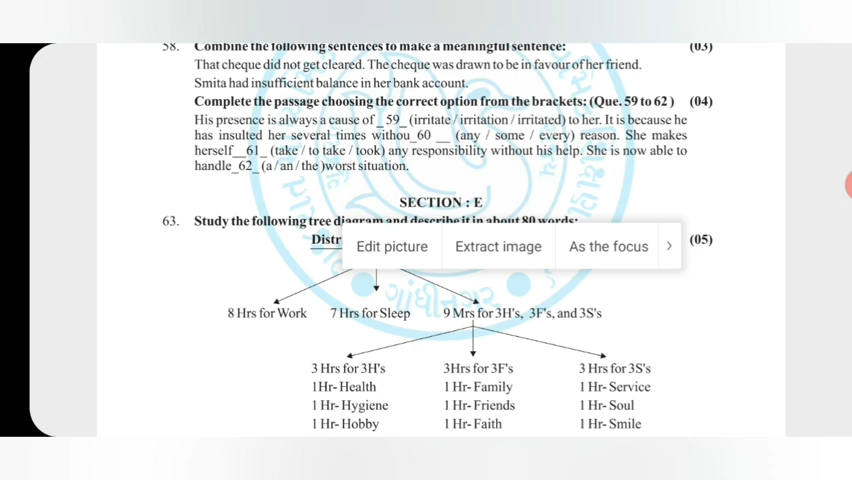 58. Combine the following sentences to make a meaningful sentence: (03)
That cheque did not get cleared. The cheque was drawn to be in favour of her friend.
Smita had insufficient balance in her bank account.
Complete the passage choosing the correct option from the brackets: (Que. 59 to 62 ) (04)
His presence is always a cause of _59_ (irritate / irritation / irritated) to her. It is because he
has insulted her several times withou_60 __ (any / some / every) reason. She makes
herself__61_ (take / to take / took) any responsibility without his help. She is now able to
handle_62_ (a / an / the )worst situation.
SECTION : E
63. Study the following tree diagram and describe it in about 80 words:
Distr (05)
Edit picture Extract image As the focus >
8 Hrs for Work 7 Hrs for Sleep 9 Mrs for 3H's, 3F's, and 3S's
3 Hrs for 3H's 3Hrs for 3F's 3 Hrs for 3S's
1Hr- Health 1 Hr- Family 1 Hr- Service
1 Hr- Hygiene 1 Hr- Friends 1 Hr- Soul
1 Hr- Hobby 1 Hr- Faith 1 Hr- Smile
ગાંધીનગર